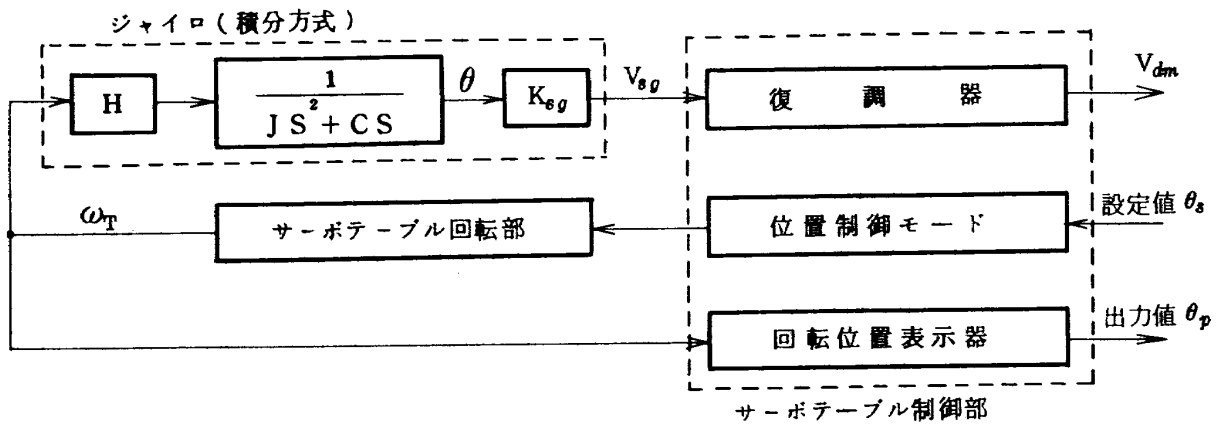 ジャイロ(積分方式)
H
1
JS²+CS
θ
K_sg
V_sg
復調器
V_dm
ω_T
サーボテーブル回転部
位置制御モード
設定値 θ_s
回転位置表示器
出力値 θ_p
サーボテーブル制御部